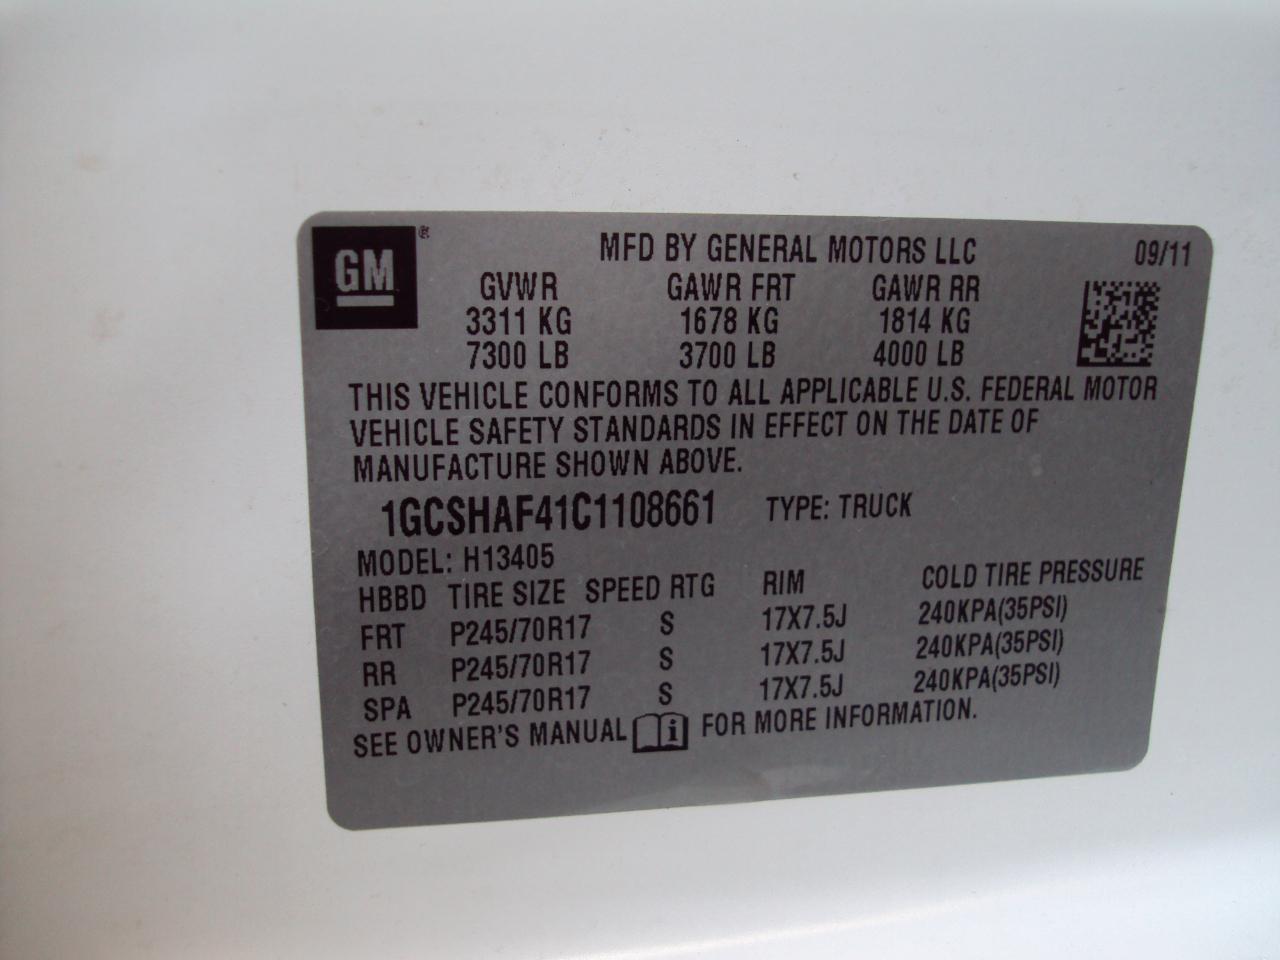 GM®
MFD BY GENERAL MOTORS LLC 09/11
GVWR GAWR FRT GAWR RR
3311 KG 1678 KG 1814 KG
7300 LB 3700 LB 4000 LB
THIS VEHICLE CONFORMS TO ALL APPLICABLE U.S. FEDERAL MOTOR
VEHICLE SAFETY STANDARDS IN EFFECT ON THE DATE OF
MANUFACTURE SHOWN ABOVE.
1GCSHAF41C1108661 TYPE: TRUCK
MODEL: H13405
HBBD TIRE SIZE SPEED RTG RIM COLD TIRE PRESSURE
FRT P245/70R17 S 17X7.5J 240KPA(35PSI)
RR P245/70R17 S 17X7.5J 240KPA(35PSI)
SPA P245/70R17 S 17X7.5J 240KPA(35PSI)
SEE OWNER'S MANUAL i FOR MORE INFORMATION.